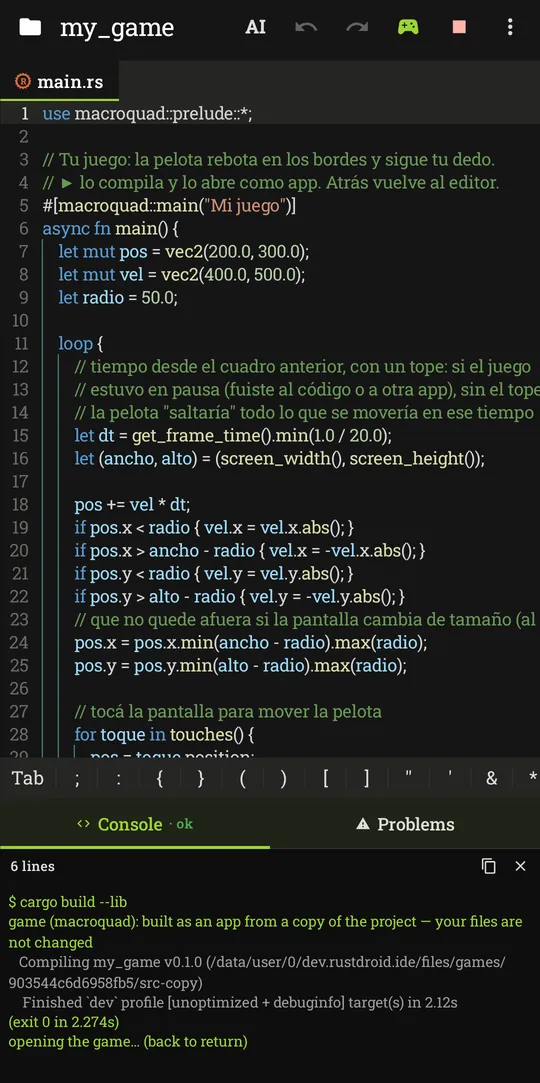 my_game
AI
main.rs
1 use macroquad::prelude::*;
2
3 // Tu juego: la pelota rebota en los bordes y sigue tu dedo.
4 // ► lo compila y lo abre como app. Atrás vuelve al editor.
5 #[macroquad::main("Mi juego")]
6 async fn main() {
7 let mut pos = vec2(200.0, 300.0);
8 let mut vel = vec2(400.0, 500.0);
9 let radio = 50.0;
10
11 loop {
12 // tiempo desde el cuadro anterior, con un tope: si el juego
13 // estuvo en pausa (fuiste al código o a otra app), sin el tope
14 // la pelota "saltaría" todo lo que se movería en ese tiempo
15 let dt = get_frame_time().min(1.0 / 20.0);
16 let (ancho, alto) = (screen_width(), screen_height());
17
18 pos += vel * dt;
19 if pos.x < radio { vel.x = vel.x.abs(); }
20 if pos.x > ancho - radio { vel.x = -vel.x.abs(); }
21 if pos.y < radio { vel.y = vel.y.abs(); }
22 if pos.y > alto - radio { vel.y = -vel.y.abs(); }
23 // que no quede afuera si la pantalla cambia de tamaño (al
24 pos.x = pos.x.min(ancho - radio).max(radio);
25 pos.y = pos.y.min(alto - radio).max(radio);
26
27 // tocá la pantalla para mover la pelota
28 for toque in touches() {
29 pos = toque.position;
Tab ; : { } ( ) [ ] " ' & *
<> Console · ok
Problems
6 lines
$ cargo build --lib
game (macroquad): built as an app from a copy of the project — your files are
not changed
Compiling my_game v0.1.0 (/data/user/0/dev.rustdroid.ide/files/games/
903544c6d6958fb5/src-copy)
Finished `dev` profile [unoptimized + debuginfo] target(s) in 2.12s
(exit 0 in 2.274s)
opening the game… (back to return)